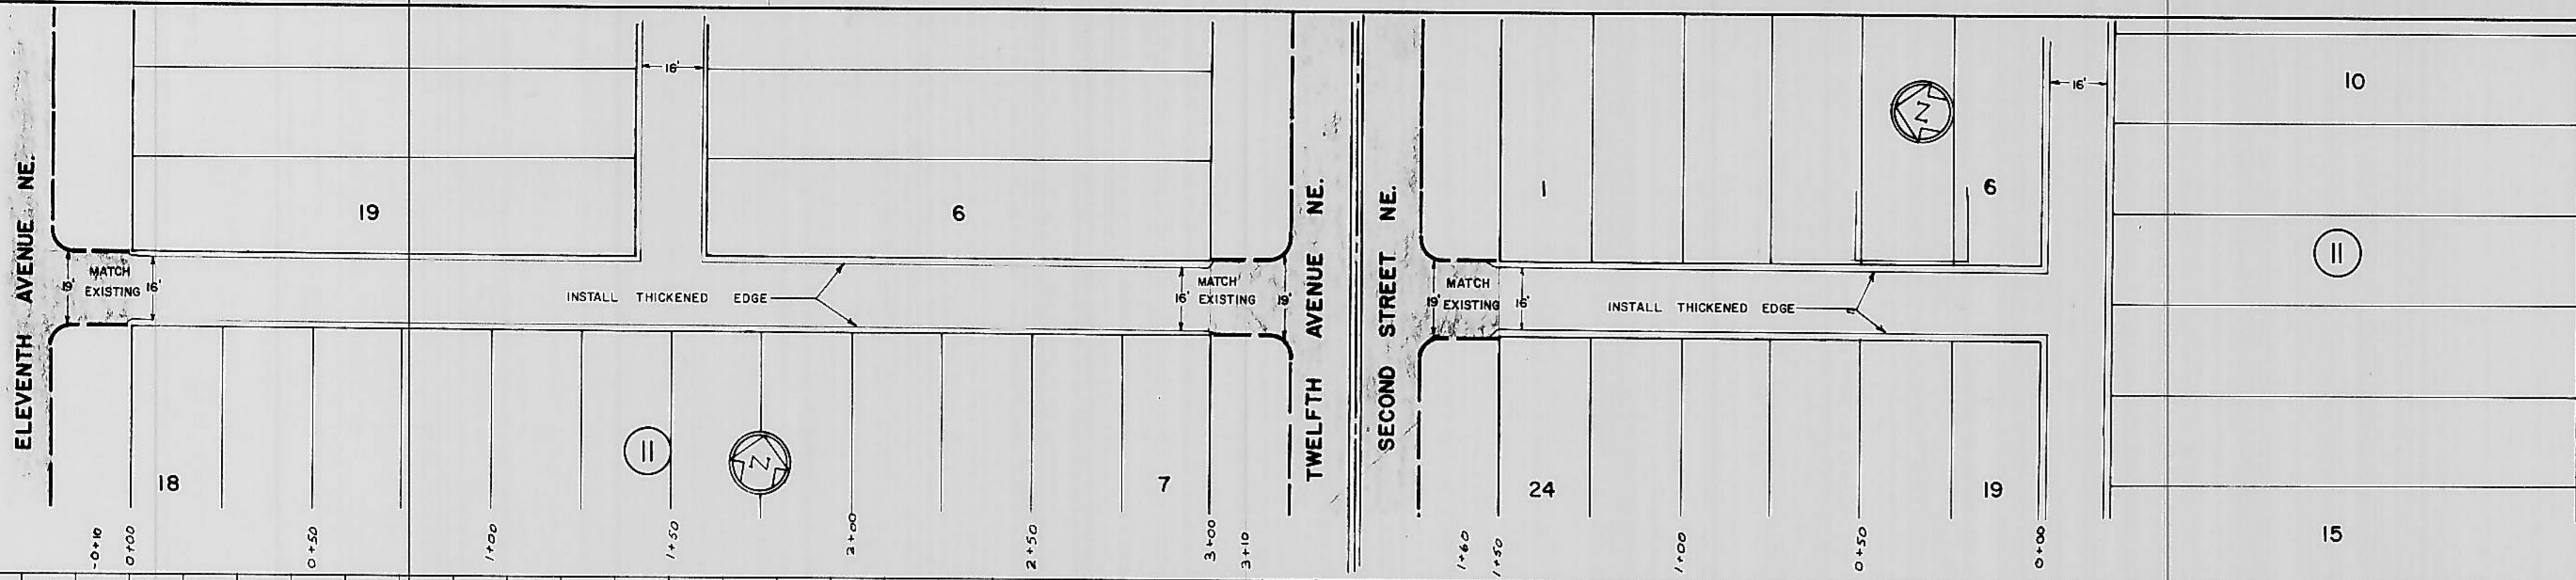 ELEVENTH AVENUE NE.
19'
MATCH
EXISTING
16'
19
18
16'
6
INSTALL THICKENED EDGE
11
N
7
16'
MATCH
EXISTING
19'
TWELFTH AVENUE NE.
-0+10
0+00
0+50
1+00
1+50
2+00
2+50
3+00
3+10
SECOND STREET NE.
19'
MATCH
EXISTING
16'
1
N
6
16'
INSTALL THICKENED EDGE
24
19
10
11
15
1+60
1+50
1+00
0+50
0+00